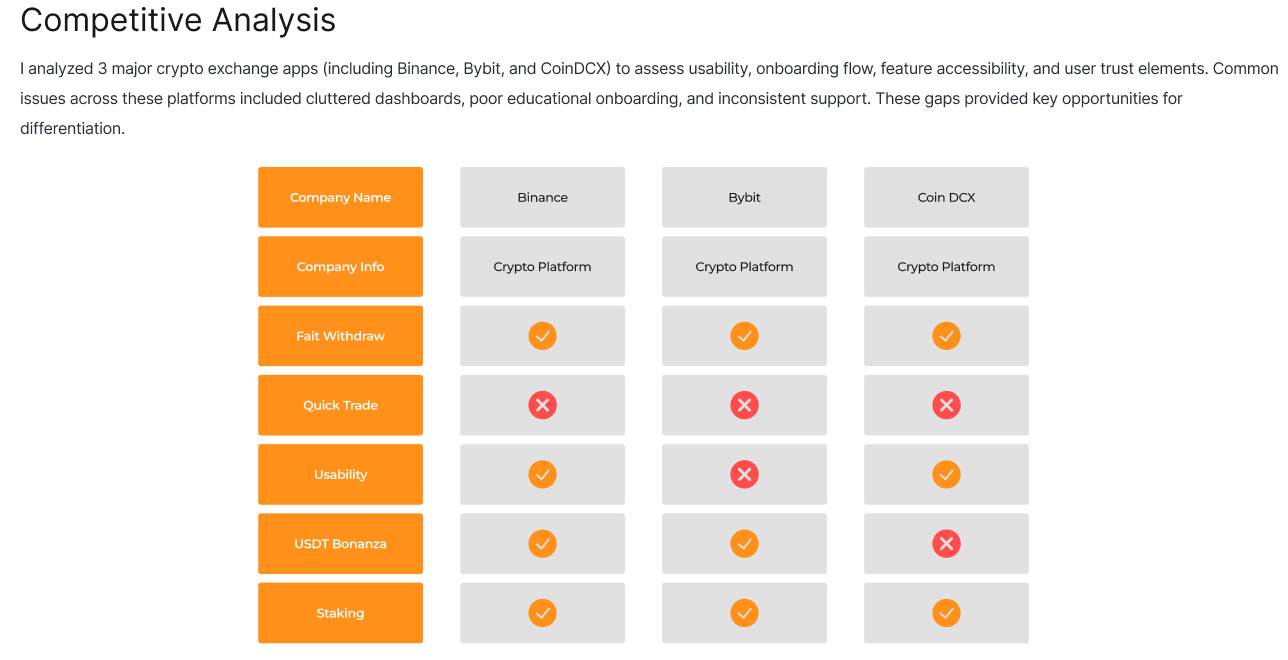 Competitive Analysis
I analyzed 3 major crypto exchange apps (including Binance, Bybit, and CoinDCX) to assess usability, onboarding flow, feature accessibility, and user trust elements. Common
issues across these platforms included cluttered dashboards, poor educational onboarding, and inconsistent support. These gaps provided key opportunities for
differentiation.
Company Name Binance Bybit Coin DCX
Company Info Crypto Platform Crypto Platform Crypto Platform
Fait Withdraw
Quick Trade
Usability
USDT Bonanza
Staking